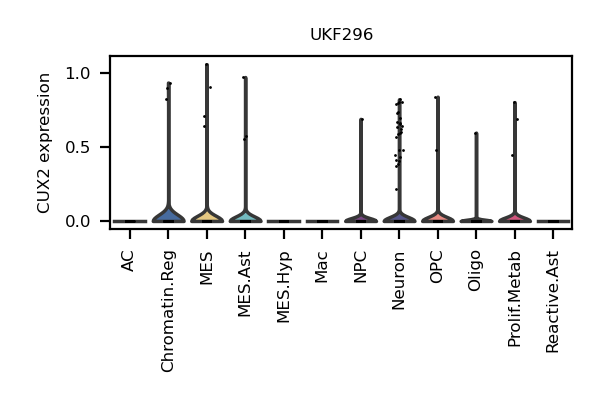 UKF296
CUX2 expression
1.0
0.5
0.0
AC
Chromatin.Reg
MES
MES.Ast
MES.Hyp
Mac
NPC
Neuron
OPC
Oligo
Prolif.Metab
Reactive.Ast